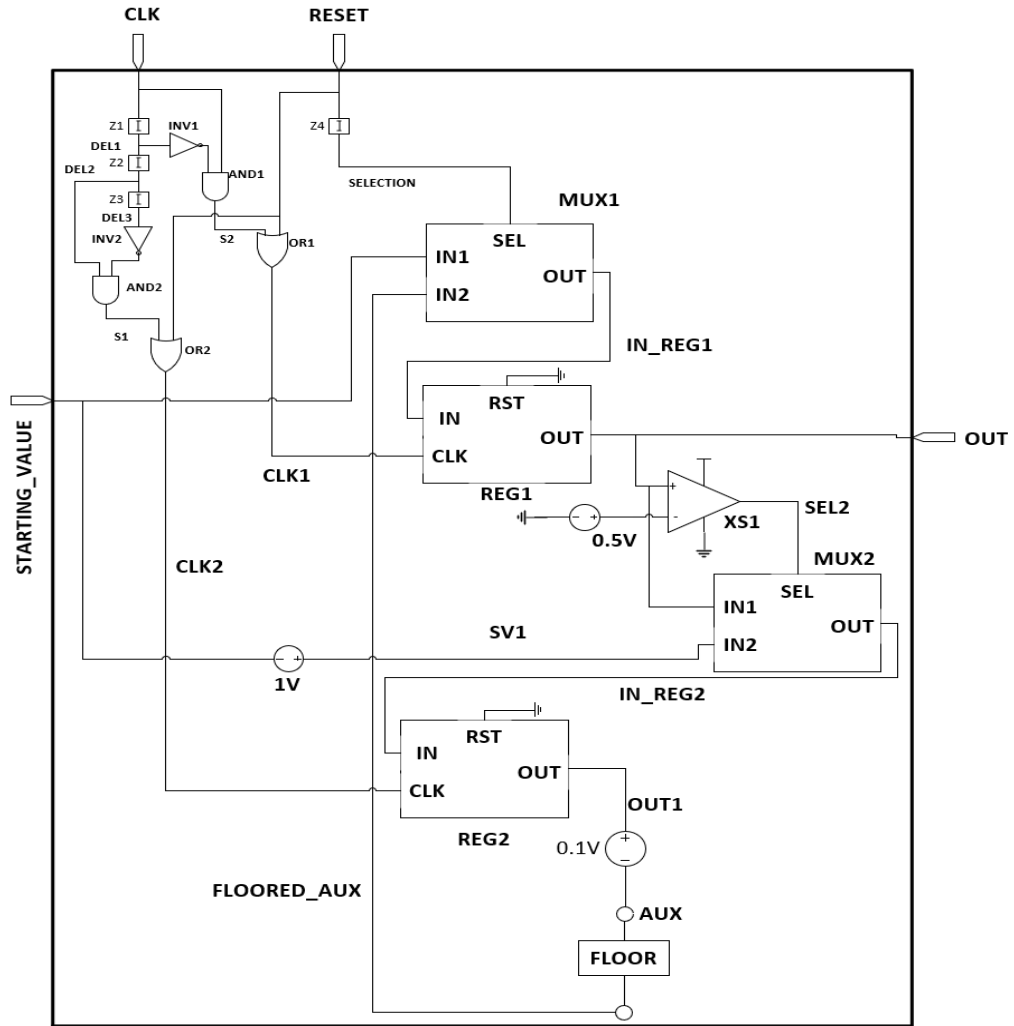 CLK
RESET
Z1
INV1
Z4
DEL1
Z2
DEL2
AND1
SELECTION
Z3
DEL3
MUX1
INV2
S2
OR1
SEL
IN1
OUT
AND2
IN2
S1
OR2
IN_REG1
RST
IN
OUT
OUT
CLK
STARTING_VALUE
CLK1
REG1
SEL2
XS1
0.5V
CLK2
MUX2
SEL
IN1
OUT
SV1
IN2
1V
IN_REG2
RST
IN
OUT
CLK
OUT1
REG2
0.1V
FLOORED_AUX
AUX
FLOOR